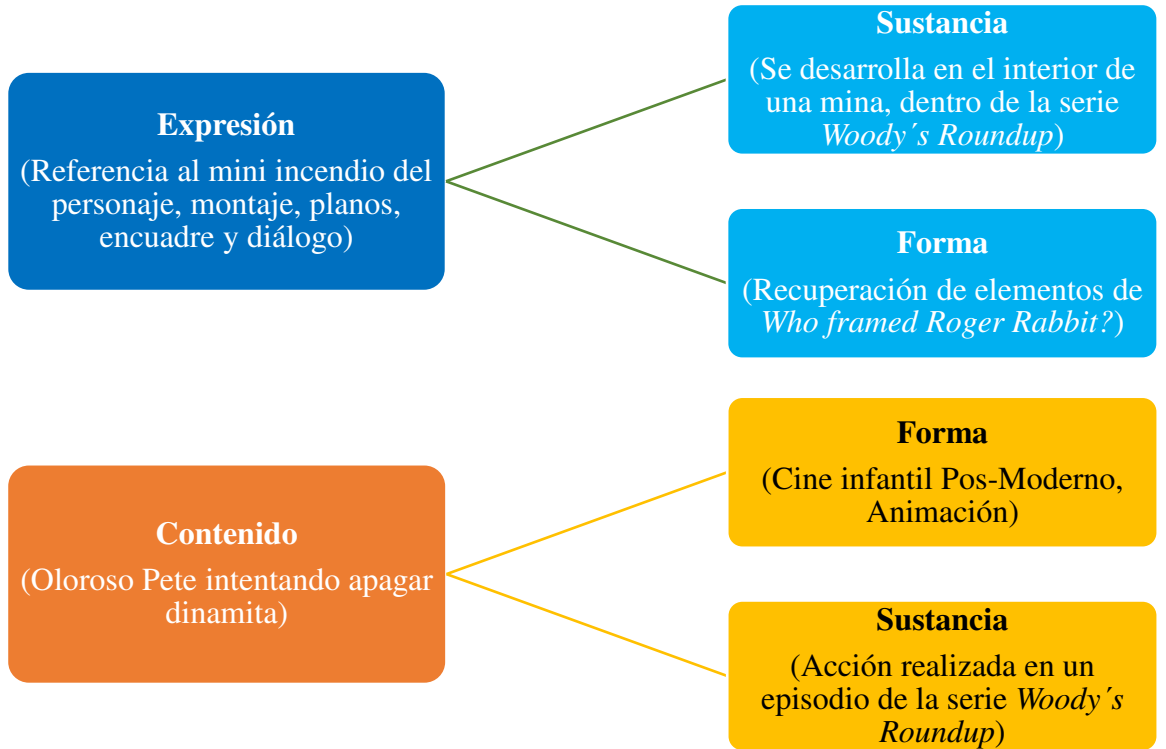 Expresión
(Referencia al mini incendio del
personaje, montaje, planos,
encuadre y diálogo)
Sustancia
(Se desarrolla en el interior de
una mina, dentro de la serie
Woody´s Roundup)
Forma
(Recuperación de elementos de
Who framed Roger Rabbit?)
Contenido
(Oloroso Pete intentando apagar
dinamita)
Forma
(Cine infantil Pos-Moderno,
Animación)
Sustancia
(Acción realizada en un
episodio de la serie Woody´s
Roundup)